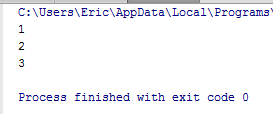 C:\Users\Eric\AppData\Local\Programs\
1
2
3
Process finished with exit code 0